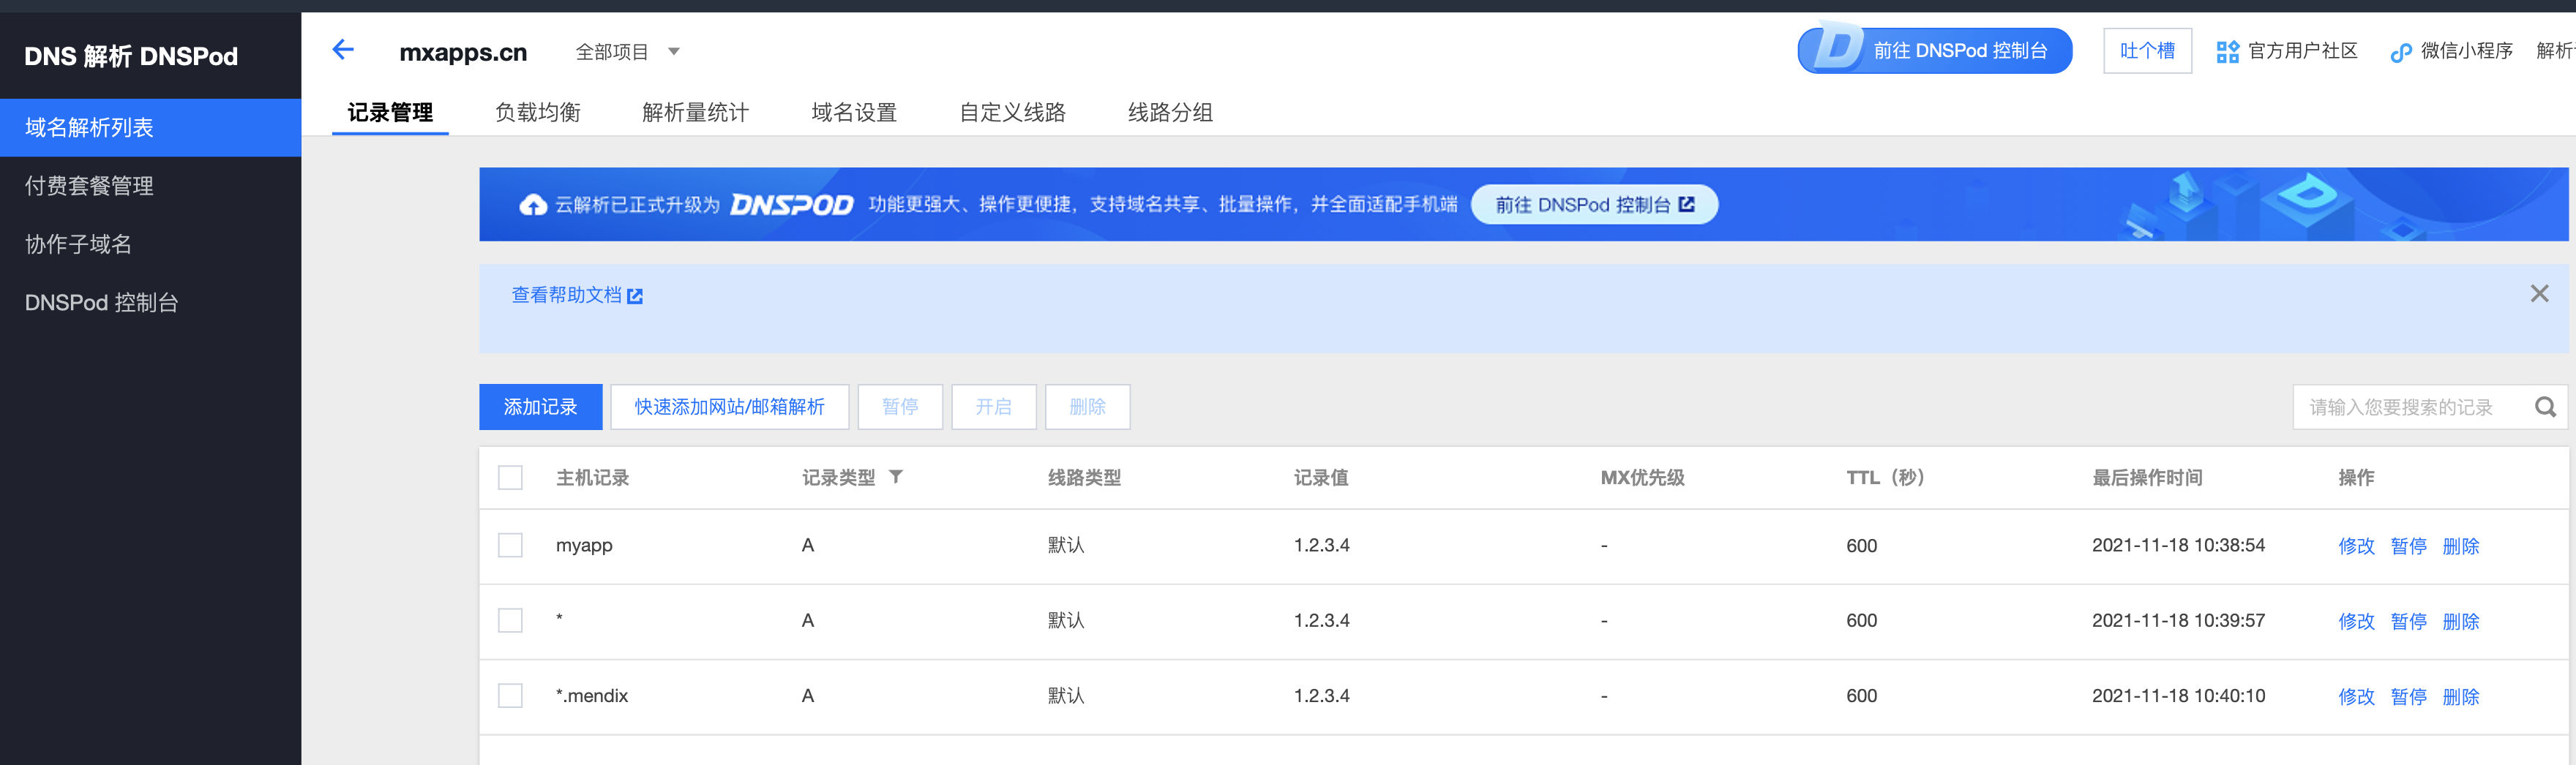 DNS 解析 DNSPod
域名解析列表
付费套餐管理
协作子域名
DNSPod 控制台
mxapps.cn 全部项目
前往 DNSPod 控制台 吐个槽 官方用户社区 微信小程序 解析
记录管理 负载均衡 解析量统计 域名设置 自定义线路 线路分组
云解析已正式升级为 DNSPOD 功能更强大、操作更便捷，支持域名共享、批量操作，并全面适配手机端 前往 DNSPod 控制台
查看帮助文档
添加记录 快速添加网站/邮箱解析 暂停 开启 删除 请输入您要搜索的记录
主机记录 记录类型 线路类型 记录值 MX优先级 TTL（秒） 最后操作时间 操作
myapp A 默认 1.2.3.4 - 600 2021-11-18 10:38:54 修改 暂停 删除
* A 默认 1.2.3.4 - 600 2021-11-18 10:39:57 修改 暂停 删除
*.mendix A 默认 1.2.3.4 - 600 2021-11-18 10:40:10 修改 暂停 删除